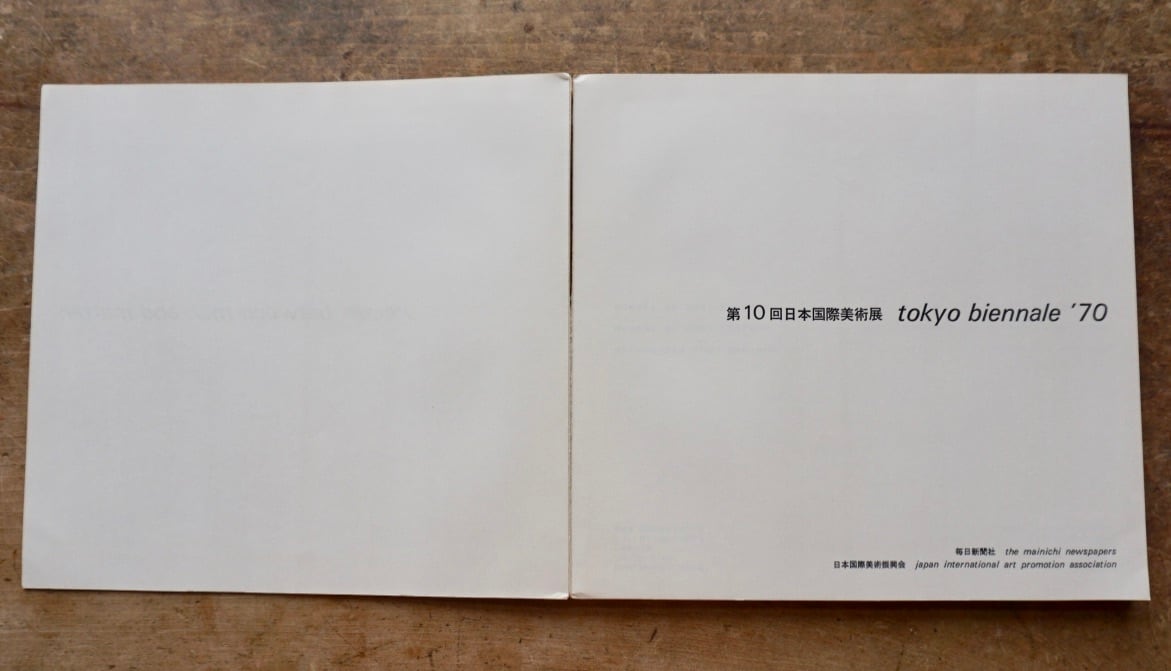 第10回日本国際美術展 tokyo biennale ’70
毎日新聞社 the mainichi newspapers
日本国際美術振興会 japan international art promotion association